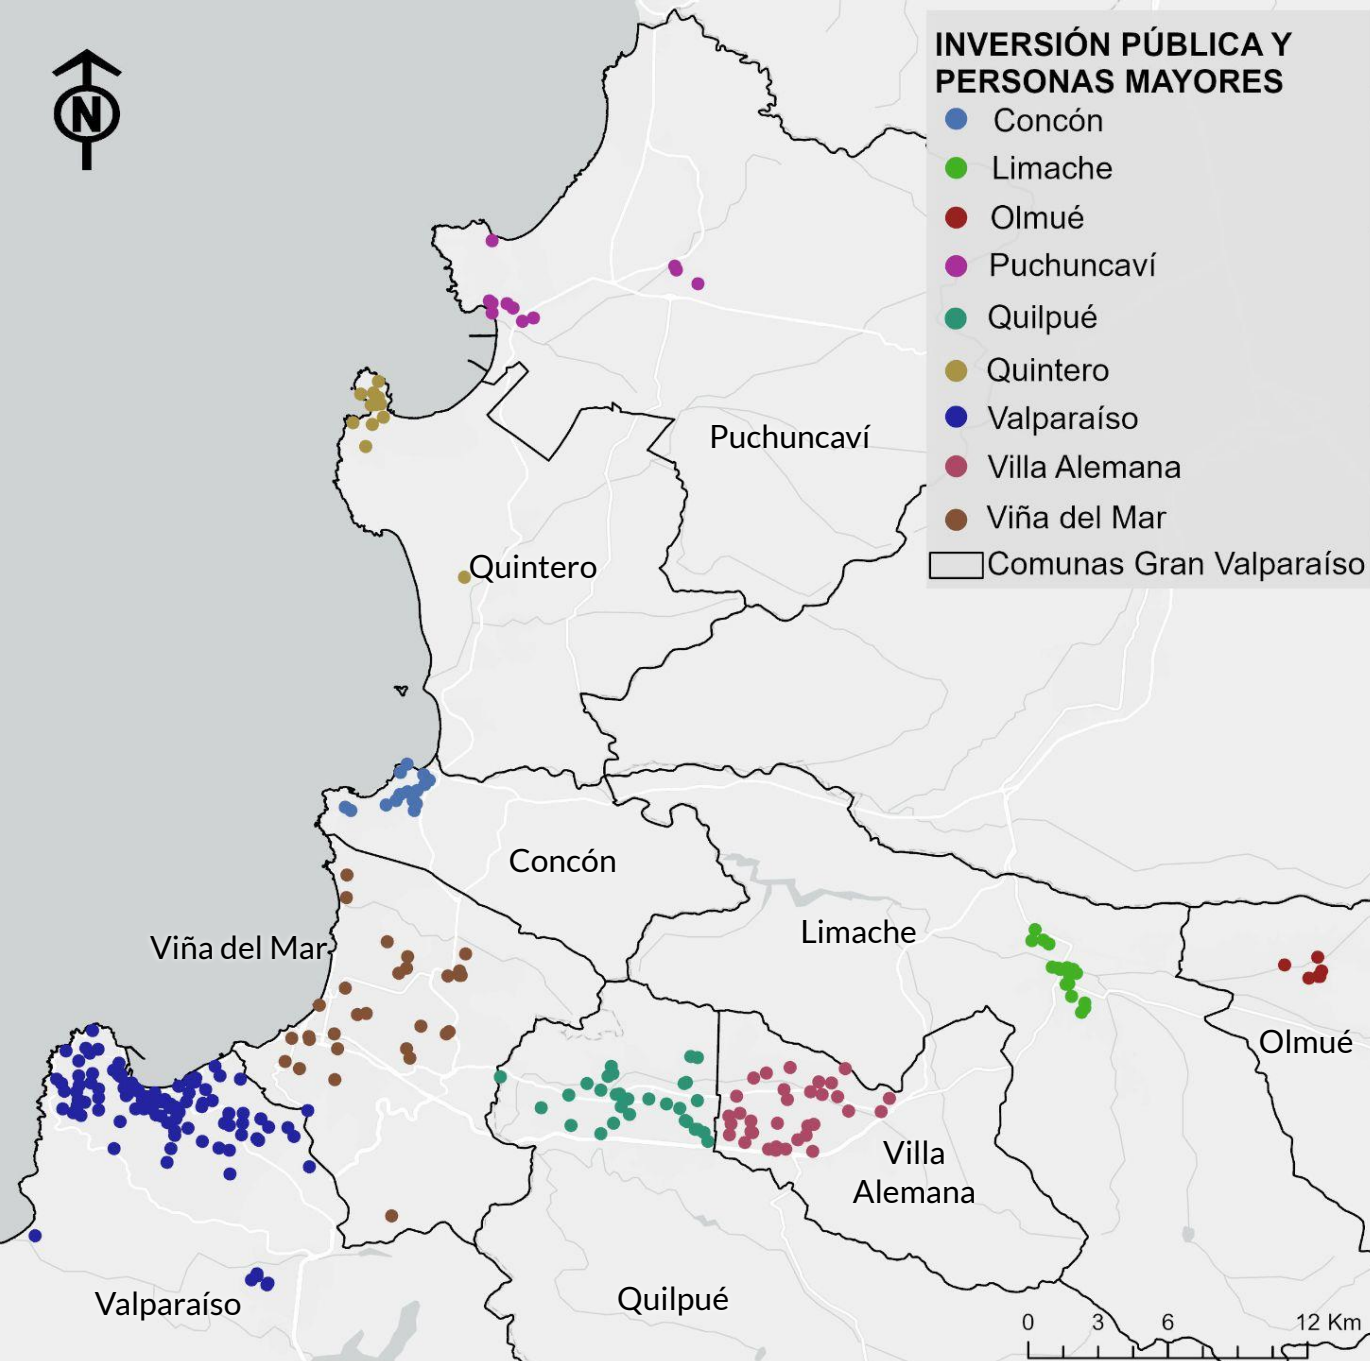 N
INVERSIÓN PÚBLICA Y
PERSONAS MAYORES
Concón
Limache
Olmué
Puchuncaví
Quilpué
Quintero
Valparaíso
Villa Alemana
Viña del Mar
Comunas Gran Valparaíso
Puchuncaví
Quintero
Concón
Limache
Viña del Mar
Olmué
Villa
Alemana
Quilpué
Valparaíso
0 3 6 12 Km